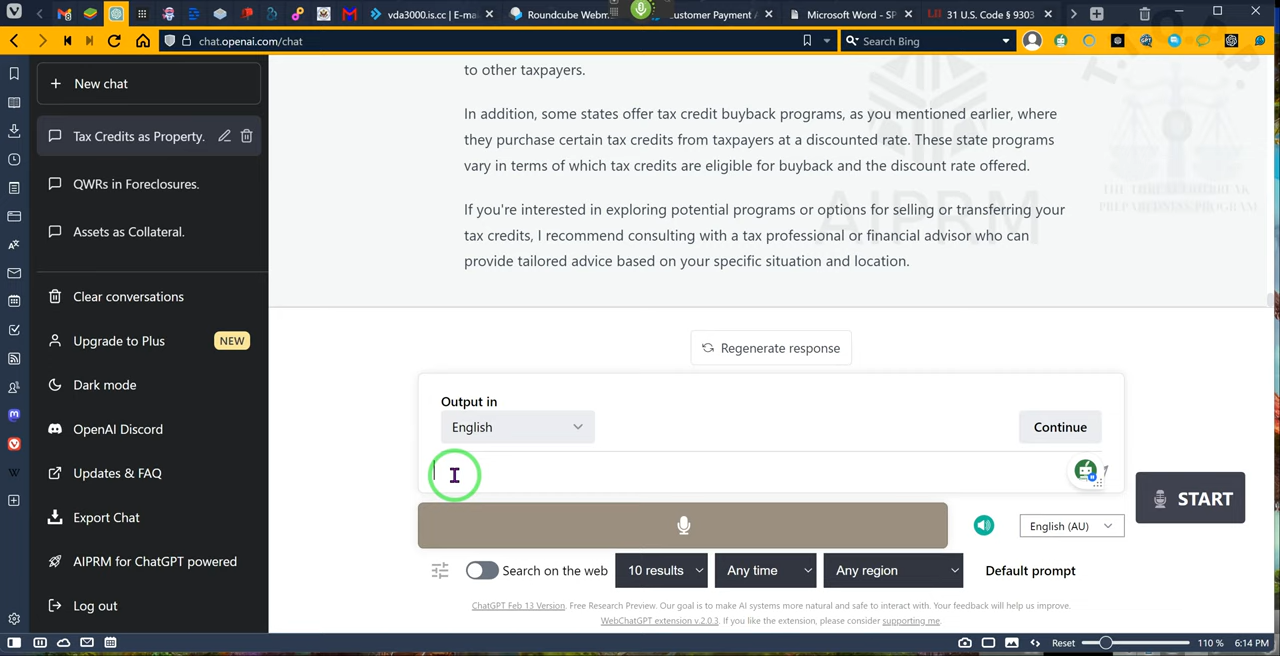 vda3000.is.cc | E-mai
Roundcube Webm
ustomer Payment A
Microsoft Word - SP
31 U.S. Code § 9303
chat.openai.com/chat
Search Bing
New chat
Tax Credits as Property.
QWRs in Foreclosures.
Assets as Collateral.
Clear conversations
Upgrade to Plus
NEW
Dark mode
OpenAI Discord
Updates & FAQ
Export Chat
AIPRM for ChatGPT powered
Log out
to other taxpayers.
In addition, some states offer tax credit buyback programs, as you mentioned earlier, where
they purchase certain tax credits from taxpayers at a discounted rate. These state programs
vary in terms of which tax credits are eligible for buyback and the discount rate offered.
If you're interested in exploring potential programs or options for selling or transferring your
tax credits, I recommend consulting with a tax professional or financial advisor who can
provide tailored advice based on your specific situation and location.
AIPRM
PREPAREDNESS PROGRAM
Regenerate response
Output in
English
Continue
START
English (AU)
Search on the web
10 results
Any time
Any region
Default prompt
ChatGPT Feb 13 Version. Free Research Preview. Our goal is to make AI systems more natural and safe to interact with. Your feedback will help us improve.
WebChatGPT extension v.2.0.3. If you like the extension, please consider supporting me.
Reset
110 %
6:14 PM